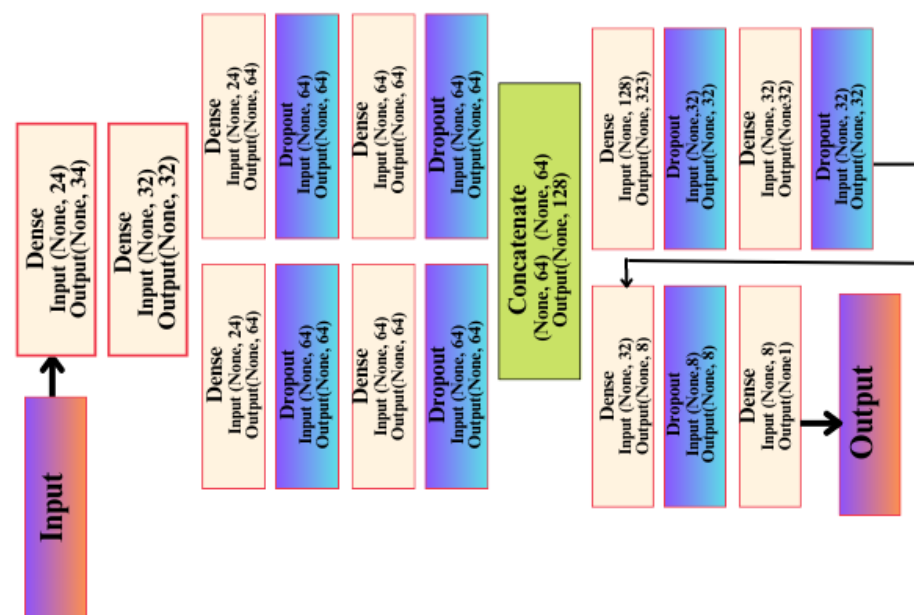 Input
Dense
Input (None, 24)
Output(None, 34)
Dense
Input (None, 32)
Output(None, 32)
Dense
Input (None, 24)
Output(None, 64)
Dropout
Input (None, 64)
Output(None, 64)
Dense
Input (None, 64)
Output(None, 64)
Dropout
Input (None, 64)
Output(None, 64)
Dense
Input (None, 24)
Output(None, 64)
Dropout
Input (None, 64)
Output(None, 64)
Dense
Input (None, 64)
Output(None, 64)
Dropout
Input (None, 64)
Output(None, 64)
Concatenate
(None, 64) (None, 64)
Output(None, 128)
Dense
Input (None, 128)
Output(None, 323)
Dropout
Input (None,32)
Output(None, 32)
Dense
Input (None, 32)
Output(None32)
Dropout
Input (None, 32)
Output(None, 32)
Dense
Input (None, 32)
Output(None, 8)
Dropout
Input (None,8)
Output(None, 8)
Dense
Input (None, 8)
Output(None1)
Output